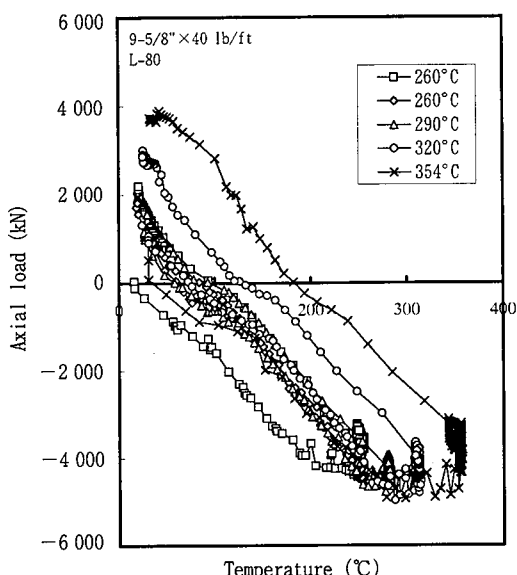 9-5/8"×40 lb/ft
L-80
260°C
260°C
290°C
320°C
354°C
6 000
4 000
2 000
0
−2 000
−4 000
−6 000
0
100
200
300
400
Axial load (kN)
Temperature (℃)